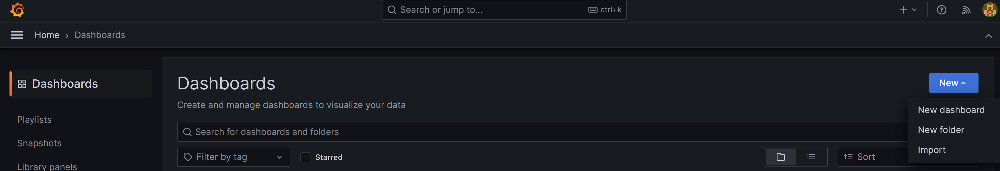 Search or jump to...
ctrl+k
Home
Dashboards
Dashboards
Playlists
Snapshots
Library panels
Dashboards
Create and manage dashboards to visualize your data
New
New dashboard
New folder
Import
Search for dashboards and folders
Filter by tag
Starred
Sort